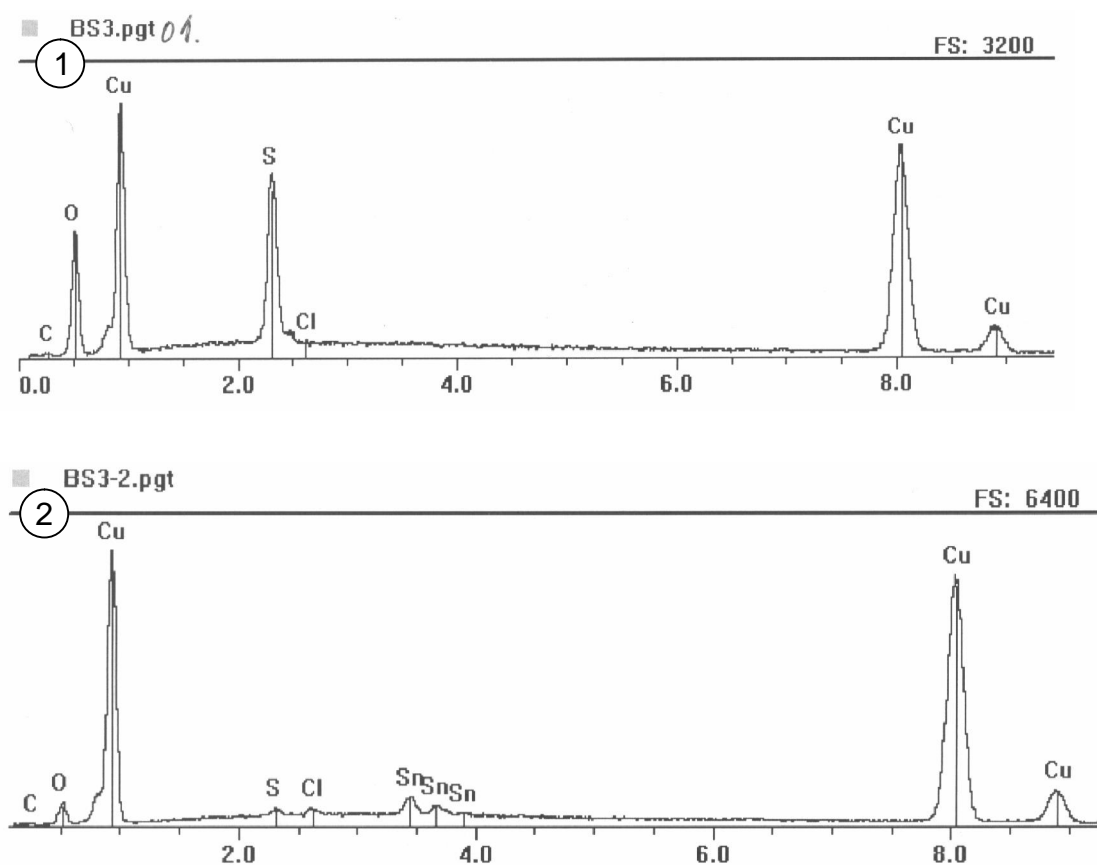 BS3.pgt 01.
FS: 3200
1
Cu
Cu
S
O
Cu
Cl
C
0.0 2.0 4.0 6.0 8.0
BS3-2.pgt
FS: 6400
2
Cu
Cu
O S Cl Sn Sn Sn Cu
C
2.0 4.0 6.0 8.0